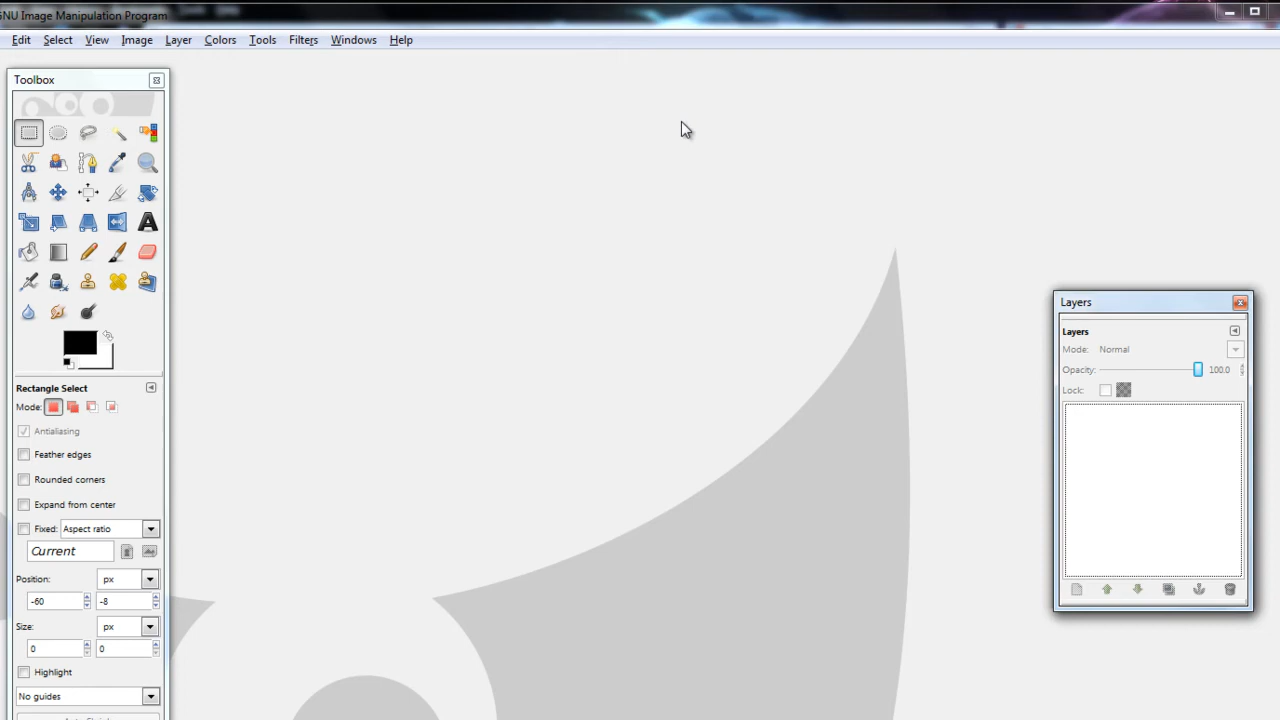 GNU Image Manipulation Program
Edit Select View Image Layer Colors Tools Filters Windows Help
Toolbox
Rectangle Select
Mode:
Antialiasing
Feather edges
Rounded corners
Expand from center
Fixed: Aspect ratio
Current
Position: px
-60 -8
Size: px
0 0
Highlight
No guides
Layers
Layers
Mode: Normal
Opacity: 100.0
Lock: